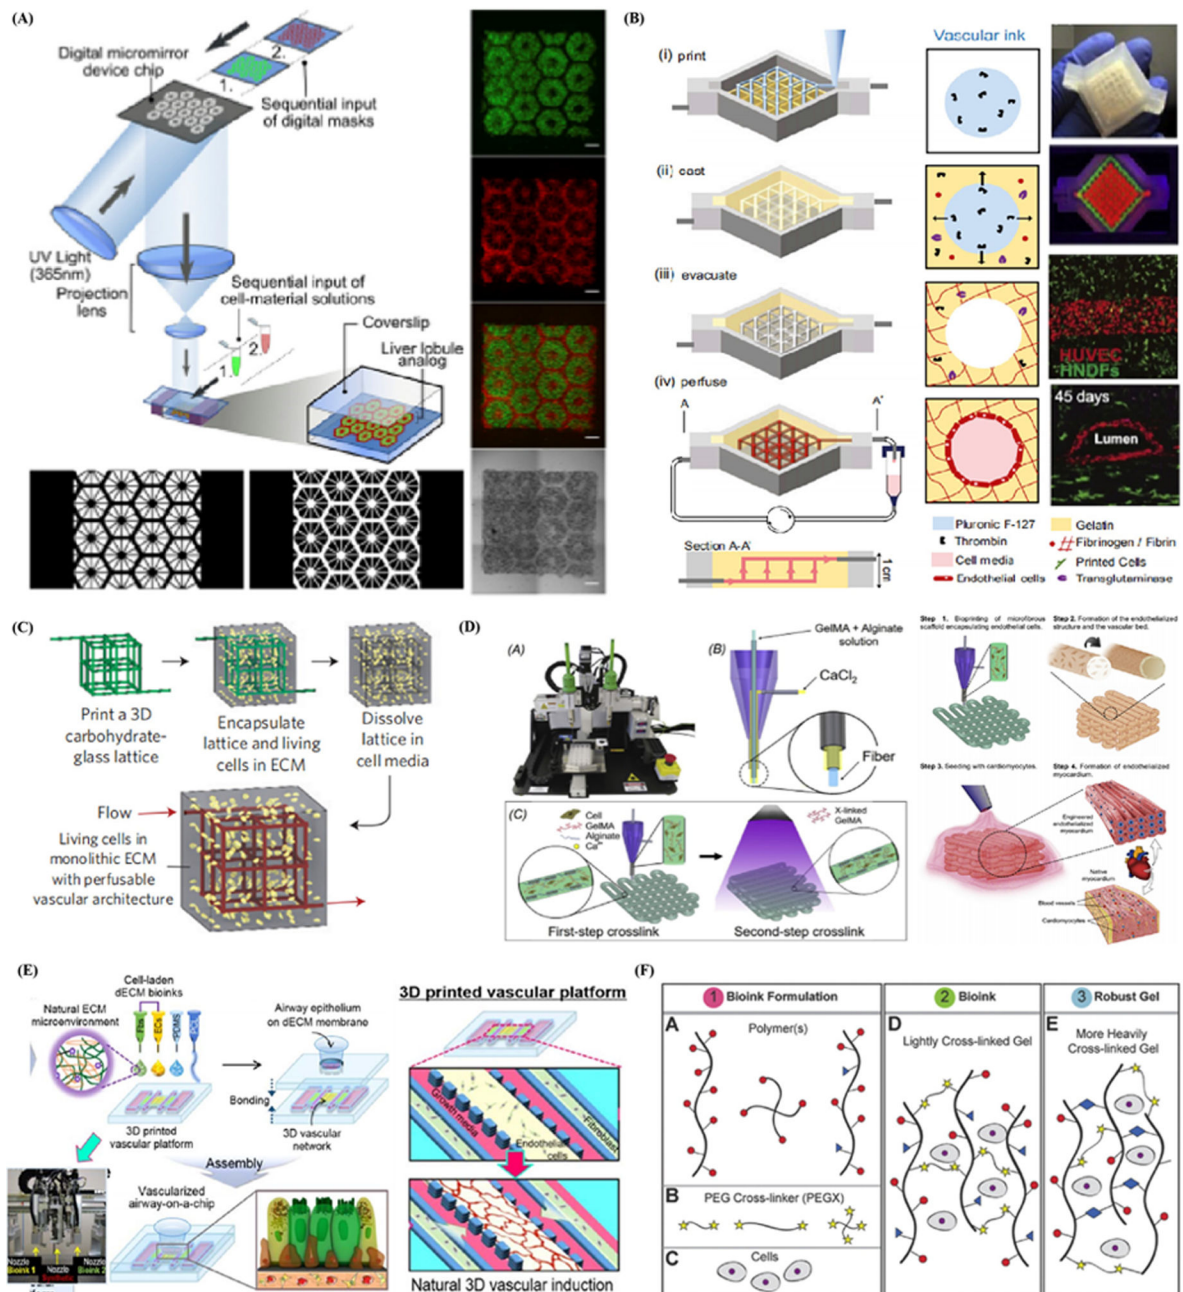 (A)
Digital micromirror
device chip
2.
1.
Sequential input
of digital masks
UV Light
(365nm)
Projection
lens
Sequential input of
cell-material solutions
2.
1.
Coverslip
Liver lobule
analog
(B)
(i) print
(ii) cast
(iii) evacuate
(iv) perfuse
A
A'
Section A-A'
1 cm
Vascular ink
HUVEC
HNDFs
45 days
Lumen
Pluronic F-127
Thrombin
Cell media
Endothelial cells
Gelatin
Fibrinogen / Fibrin
Printed Cells
Transglutaminase
(C)
Print a 3D
carbohydrate-
glass lattice
Encapsulate
lattice and living
cells in ECM
Dissolve
lattice in
cell media
Flow
Living cells in
monolithic ECM
with perfusable
vascular architecture
(D)
(A)
(B)
GelMA + Alginate
solution
CaCl2
Fiber
(C)
Cell
GelMA
Alginate
X-linked
GelMA
First-step crosslink
Second-step crosslink
Step 1. Bioprinting of microfibrous
scaffold encapsulating endothelial cells.
Step 2. Formation of the endothelialized
structure and the vascular bed.
Step 3. Seeding with cardiomyocytes.
Step 4. Formation of endothelialized
myocardium.
Engineered
endothelialized
myocardium
Native
myocardium
Blood vessels
Cardiomyocytes
(E)
Cell-laden
dECM bioinks
Natural ECM
microenvironment
Fbs
ECs
PDMS
PCL
3D printed
vascular platform
Airway epithelium
on dECM membrane
Bonding
3D vascular
network
Assembly
Vascularized
airway-on-a-chip
Nozzle
Bioink 1
Nozzle
Synthetic
Nozzle
Bioink 2
3D printed vascular platform
Growth media
Endothelial
cells
Fibroblast
Natural 3D vascular induction
(F)
1 Bioink Formulation
2 Bioink
3 Robust Gel
A
Polymer(s)
B
PEG Cross-linker (PEGX)
C
Cells
D
Lightly Cross-linked Gel
E
More Heavily
Cross-linked Gel